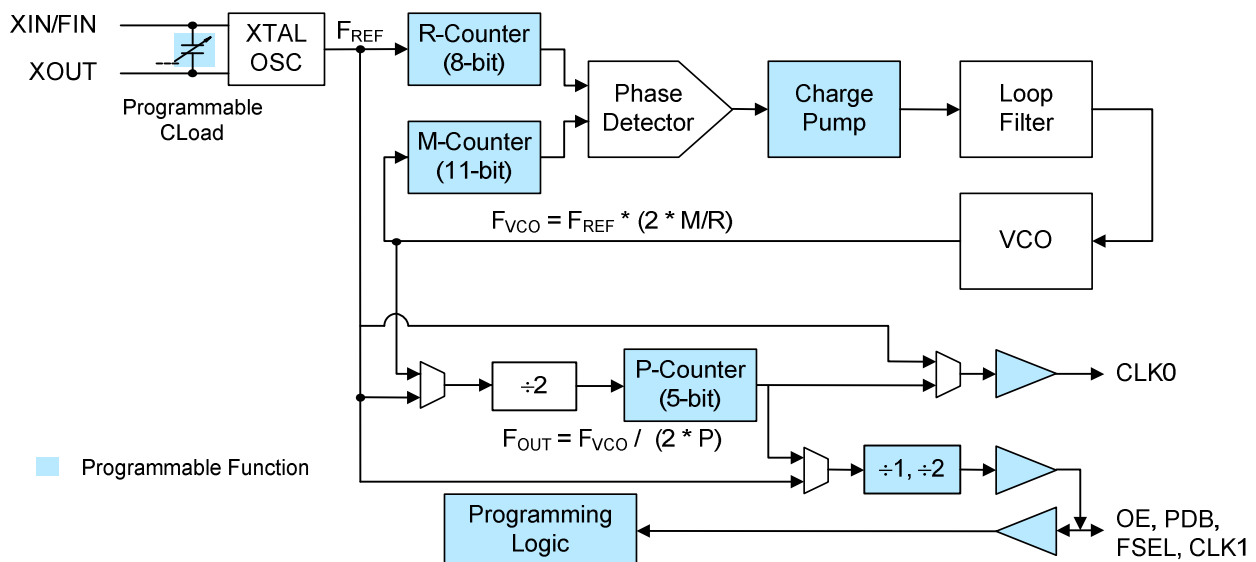 XIN/FIN
XOUT
Programmable
CLoad
XTAL
OSC
FREF
R-Counter
(8-bit)
M-Counter
(11-bit)
Phase
Detector
Charge
Pump
Loop
Filter
VCO
FVCO = FREF * (2 * M/R)
÷2
P-Counter
(5-bit)
FOUT = FVCO / (2 * P)
CLK0
÷1, ÷2
Programmable Function
Programming
Logic
OE, PDB,
FSEL, CLK1